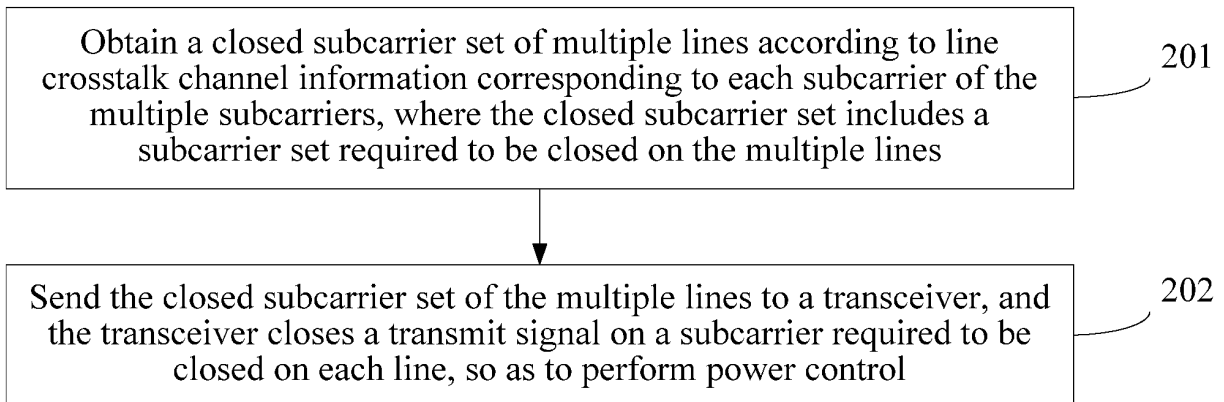 Obtain a closed subcarrier set of multiple lines according to line
crosstalk channel information corresponding to each subcarrier of the
multiple subcarriers, where the closed subcarrier set includes a
subcarrier set required to be closed on the multiple lines
201
Send the closed subcarrier set of the multiple lines to a transceiver, and
the transceiver closes a transmit signal on a subcarrier required to be
closed on each line, so as to perform power control
202